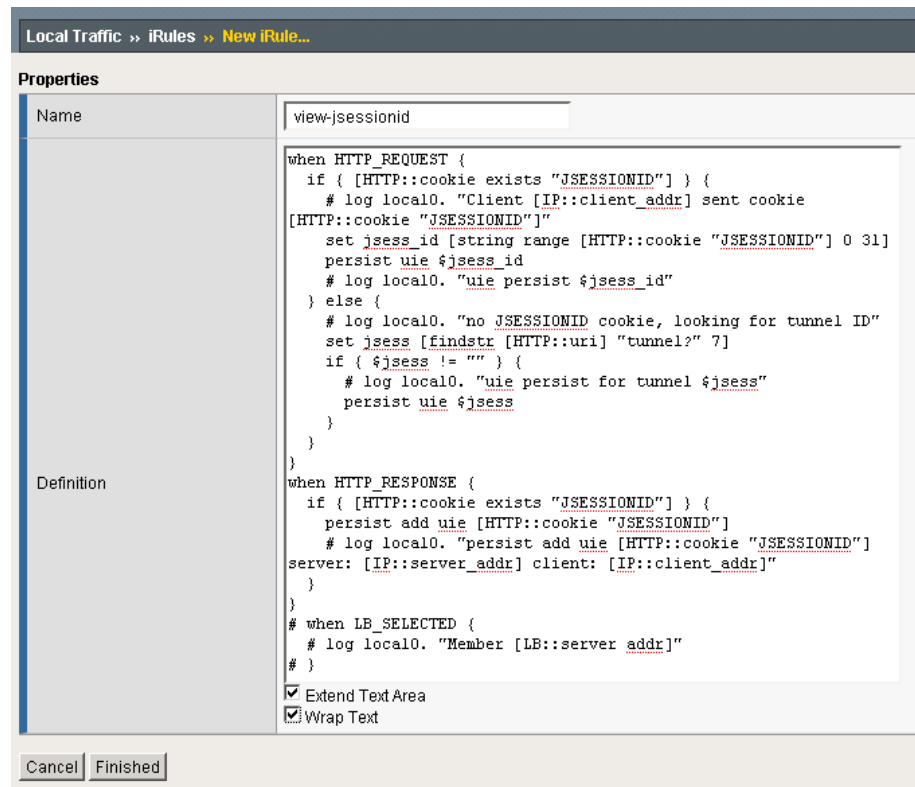 Local Traffic » iRules » New iRule...
Properties
Name
view-jsessionid
Definition
when HTTP_REQUEST {
  if { [HTTP::cookie exists "JSESSIONID"] } {
    # log local0. "Client [IP::client_addr] sent cookie
[HTTP::cookie "JSESSIONID"]"
    set jsess_id [string range [HTTP::cookie "JSESSIONID"] 0 31]
    persist uie $jsess_id
    # log local0. "uie persist $jsess_id"
  } else {
    # log local0. "no JSESSIONID cookie, looking for tunnel ID"
    set jsess [findstr [HTTP::uri] "tunnel?" 7]
    if { $jsess != "" } {
      # log local0. "uie persist for tunnel $jsess"
      persist uie $jsess
    }
  }
}
when HTTP_RESPONSE {
  if { [HTTP::cookie exists "JSESSIONID"] } {
    persist add uie [HTTP::cookie "JSESSIONID"]
    # log local0. "persist add uie [HTTP::cookie "JSESSIONID"]
server: [IP::server_addr] client: [IP::client_addr]"
  }
}
# when LB_SELECTED {
  # log local0. "Member [LB::server addr]"
# }
Extend Text Area
Wrap Text
Cancel Finished